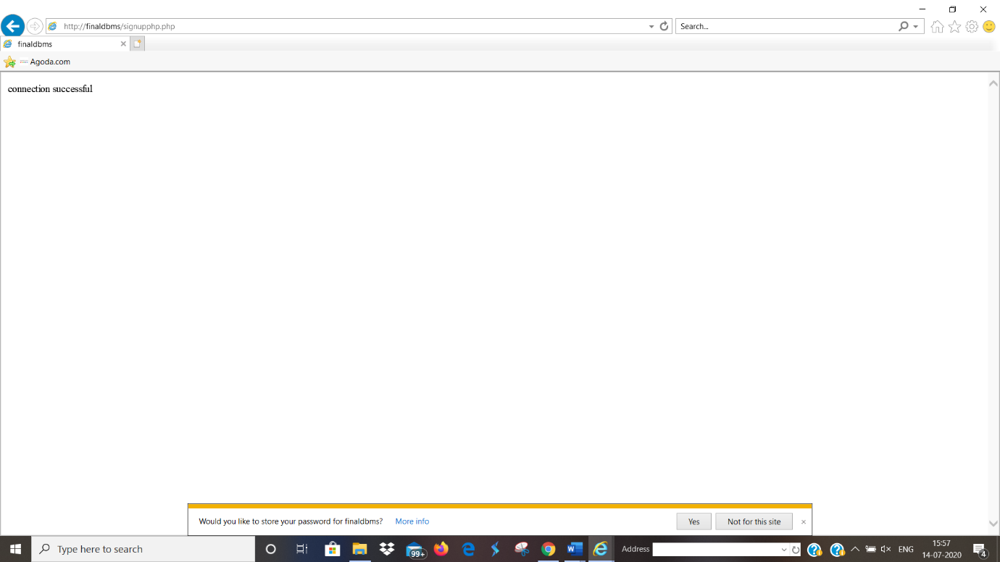 http://finaldbms/signupphp.php
Search...
finaldbms
Agoda.com
connection successful
Would you like to store your password for finaldbms? More info Yes Not for this site
Type here to search
99+
Address
ENG
15:57
14-07-2020
4